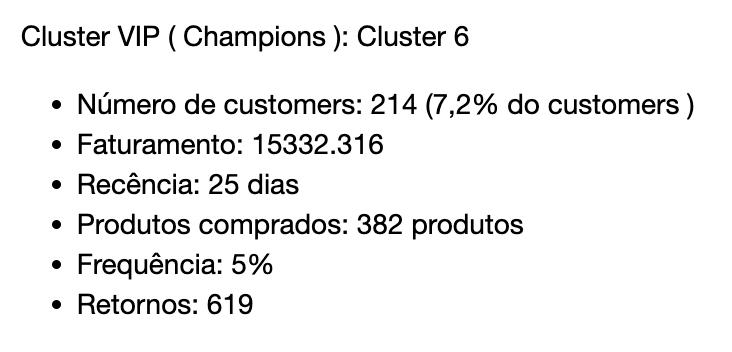 Cluster VIP ( Champions ): Cluster 6
• Número de customers: 214 (7,2% do customers )
• Faturamento: 15332.316
• Recência: 25 dias
• Produtos comprados: 382 produtos
• Frequência: 5%
• Retornos: 619